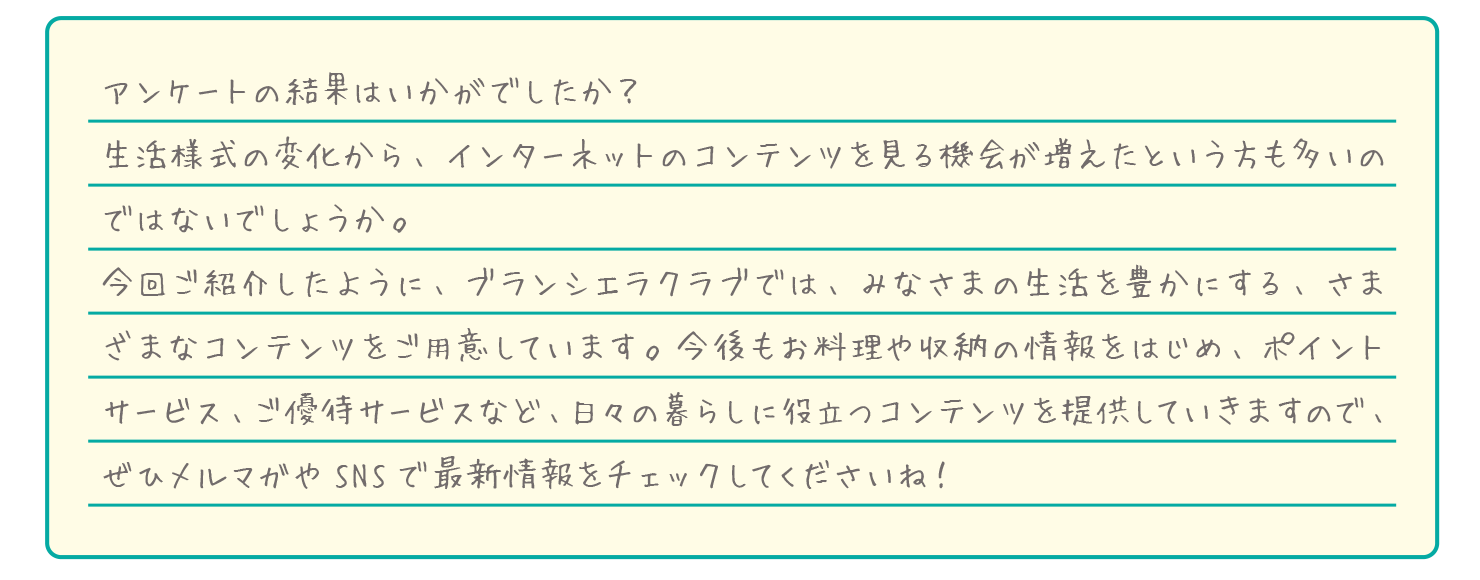 アンケートの結果はいかがでしたか？
生活様式の変化から、インターネットのコンテンツを見る機会が増えたという方も多いの
ではないでしょうか。
今回ご紹介したように、ブランシエラクラブでは、みなさまの生活を豊かにする、さま
ざまなコンテンツをご用意しています。今後もお料理や収納の情報をはじめ、ポイント
サービス、ご優待サービスなど、日々の暮らしに役立つコンテンツを提供していきますので、
ぜひメルマガや SNS で最新情報をチェックしてくださいね！